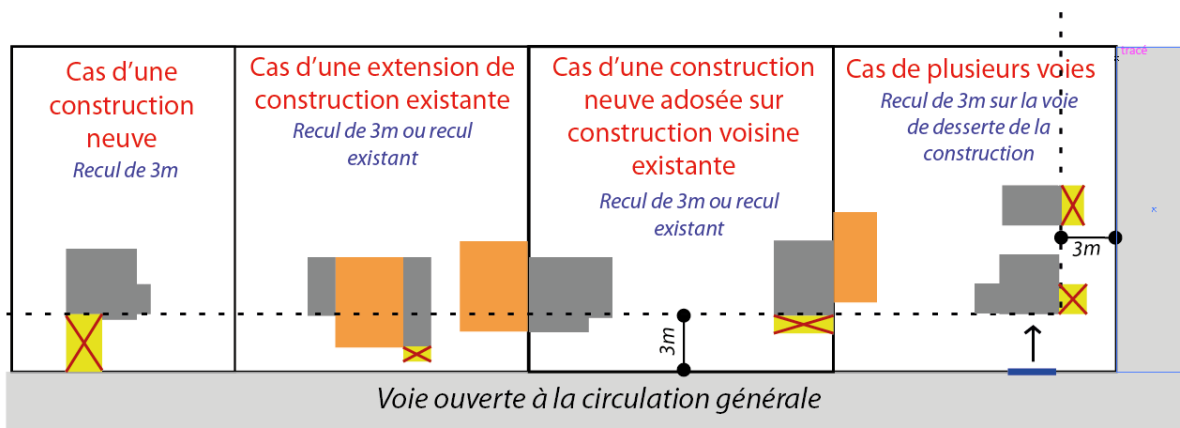 Cas d'une
construction
neuve
Recul de 3m
Cas d'une extension de
construction existante
Recul de 3m ou recul
existant
Cas d'une construction
neuve adosée sur
construction voisine
existante
Recul de 3m ou recul
existant
Cas de plusieurs voies
Recul de 3m sur la voie
de desserte de la
construction
tracé
3m
3m
Voie ouverte à la circulation générale